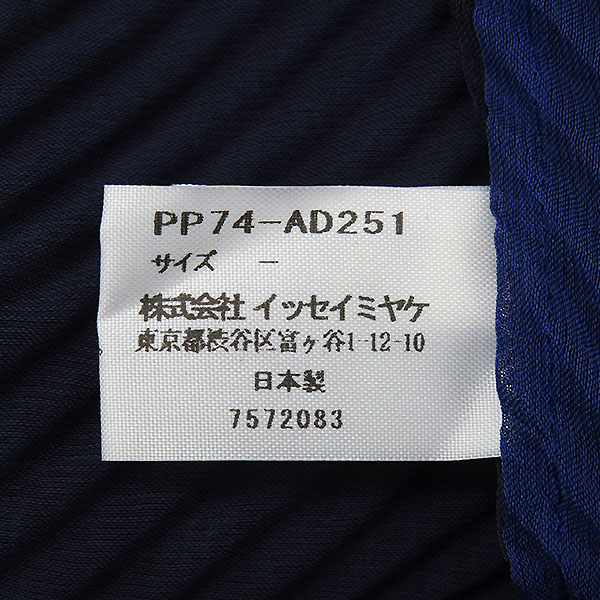 PP74-AD251
サイズ －
株式会社 イッセイミヤケ
東京都渋谷区富ヶ谷1-12-10
日本製
7572083